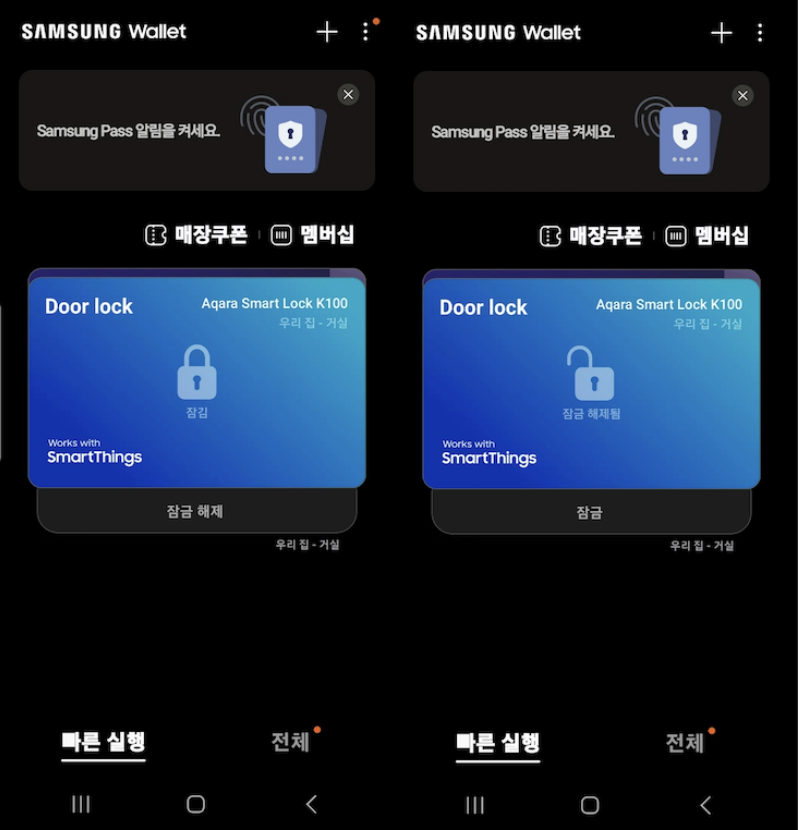 SAMSUNG Wallet
Samsung Pass 알림을 켜세요.
매장쿠폰 | 멤버십
Door lock
Aqara Smart Lock K100
우리 집 - 거실
잠김
Works with
SmartThings
잠금 해제
우리 집 - 거실
빠른 실행
전체
SAMSUNG Wallet
Samsung Pass 알림을 켜세요.
매장쿠폰 | 멤버십
Door lock
Aqara Smart Lock K100
우리 집 - 거실
잠금 해제됨
Works with
SmartThings
잠금
우리 집 - 거실
빠른 실행
전체